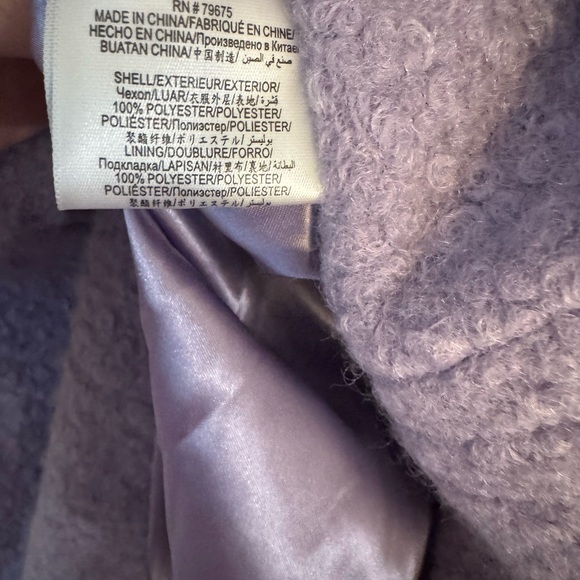 RN # 79675
MADE IN CHINA/FABRIQUÉ EN CHINE/
HECHO EN CHINA/Произведено в Китае/
BUATAN CHINA/中国制造/صنع في الصين
SHELL/EXTERIEUR/EXTERIOR/
Чехол/LUAR/衣服外层/表地/قشرة/
100% POLYESTER/POLYESTER/
POLIÉSTER/Полиэстер/POLIESTER/
聚酯纤维/ポリエステル/بوليستر/
LINING/DOUBLURE/FORRO/
Подкладка/LAPISAN/衬里布/裏地/البطانة/
100% POLYESTER/POLYESTER/
POLIÉSTER/Полиэстер/POLIESTER/
聚酯纤维/ポリエステル/بوليستر/